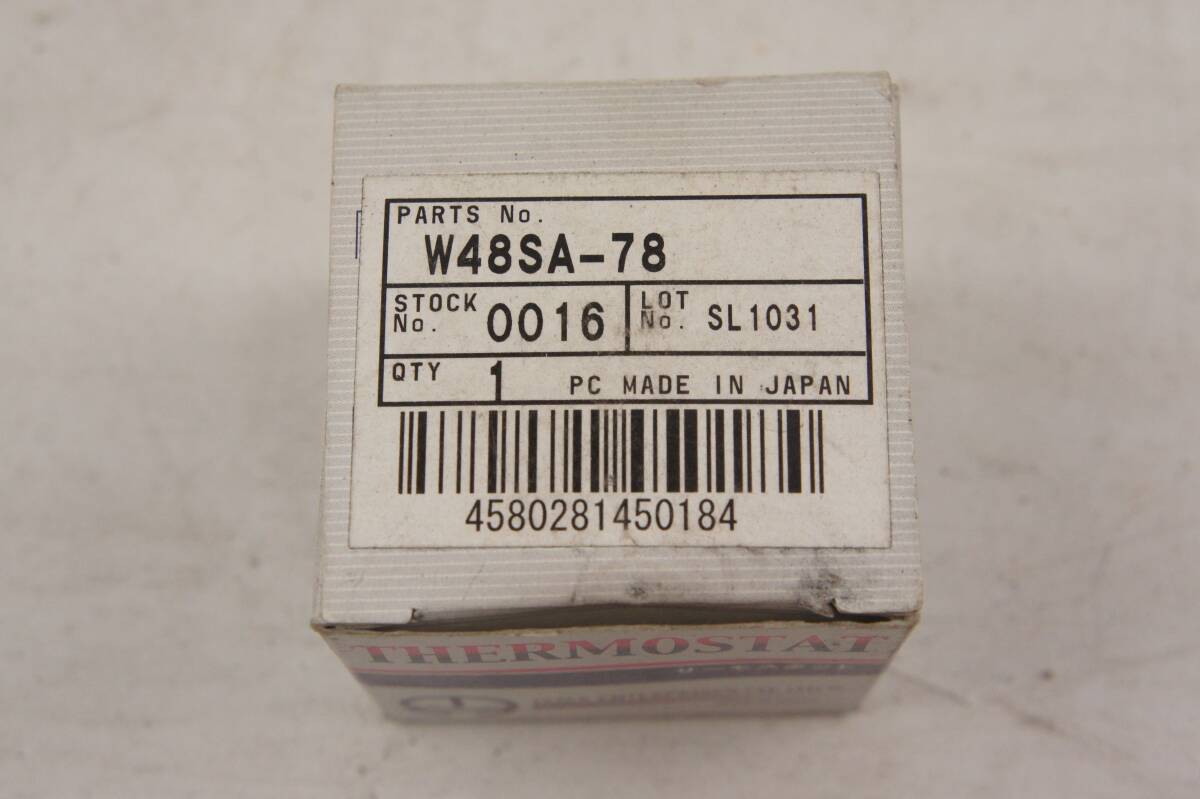 PARTS No.
W48SA-78
STOCK No. 0016
LOT No. SL1031
QTY 1 PC MADE IN JAPAN
4580281450184
THERMOSTAT